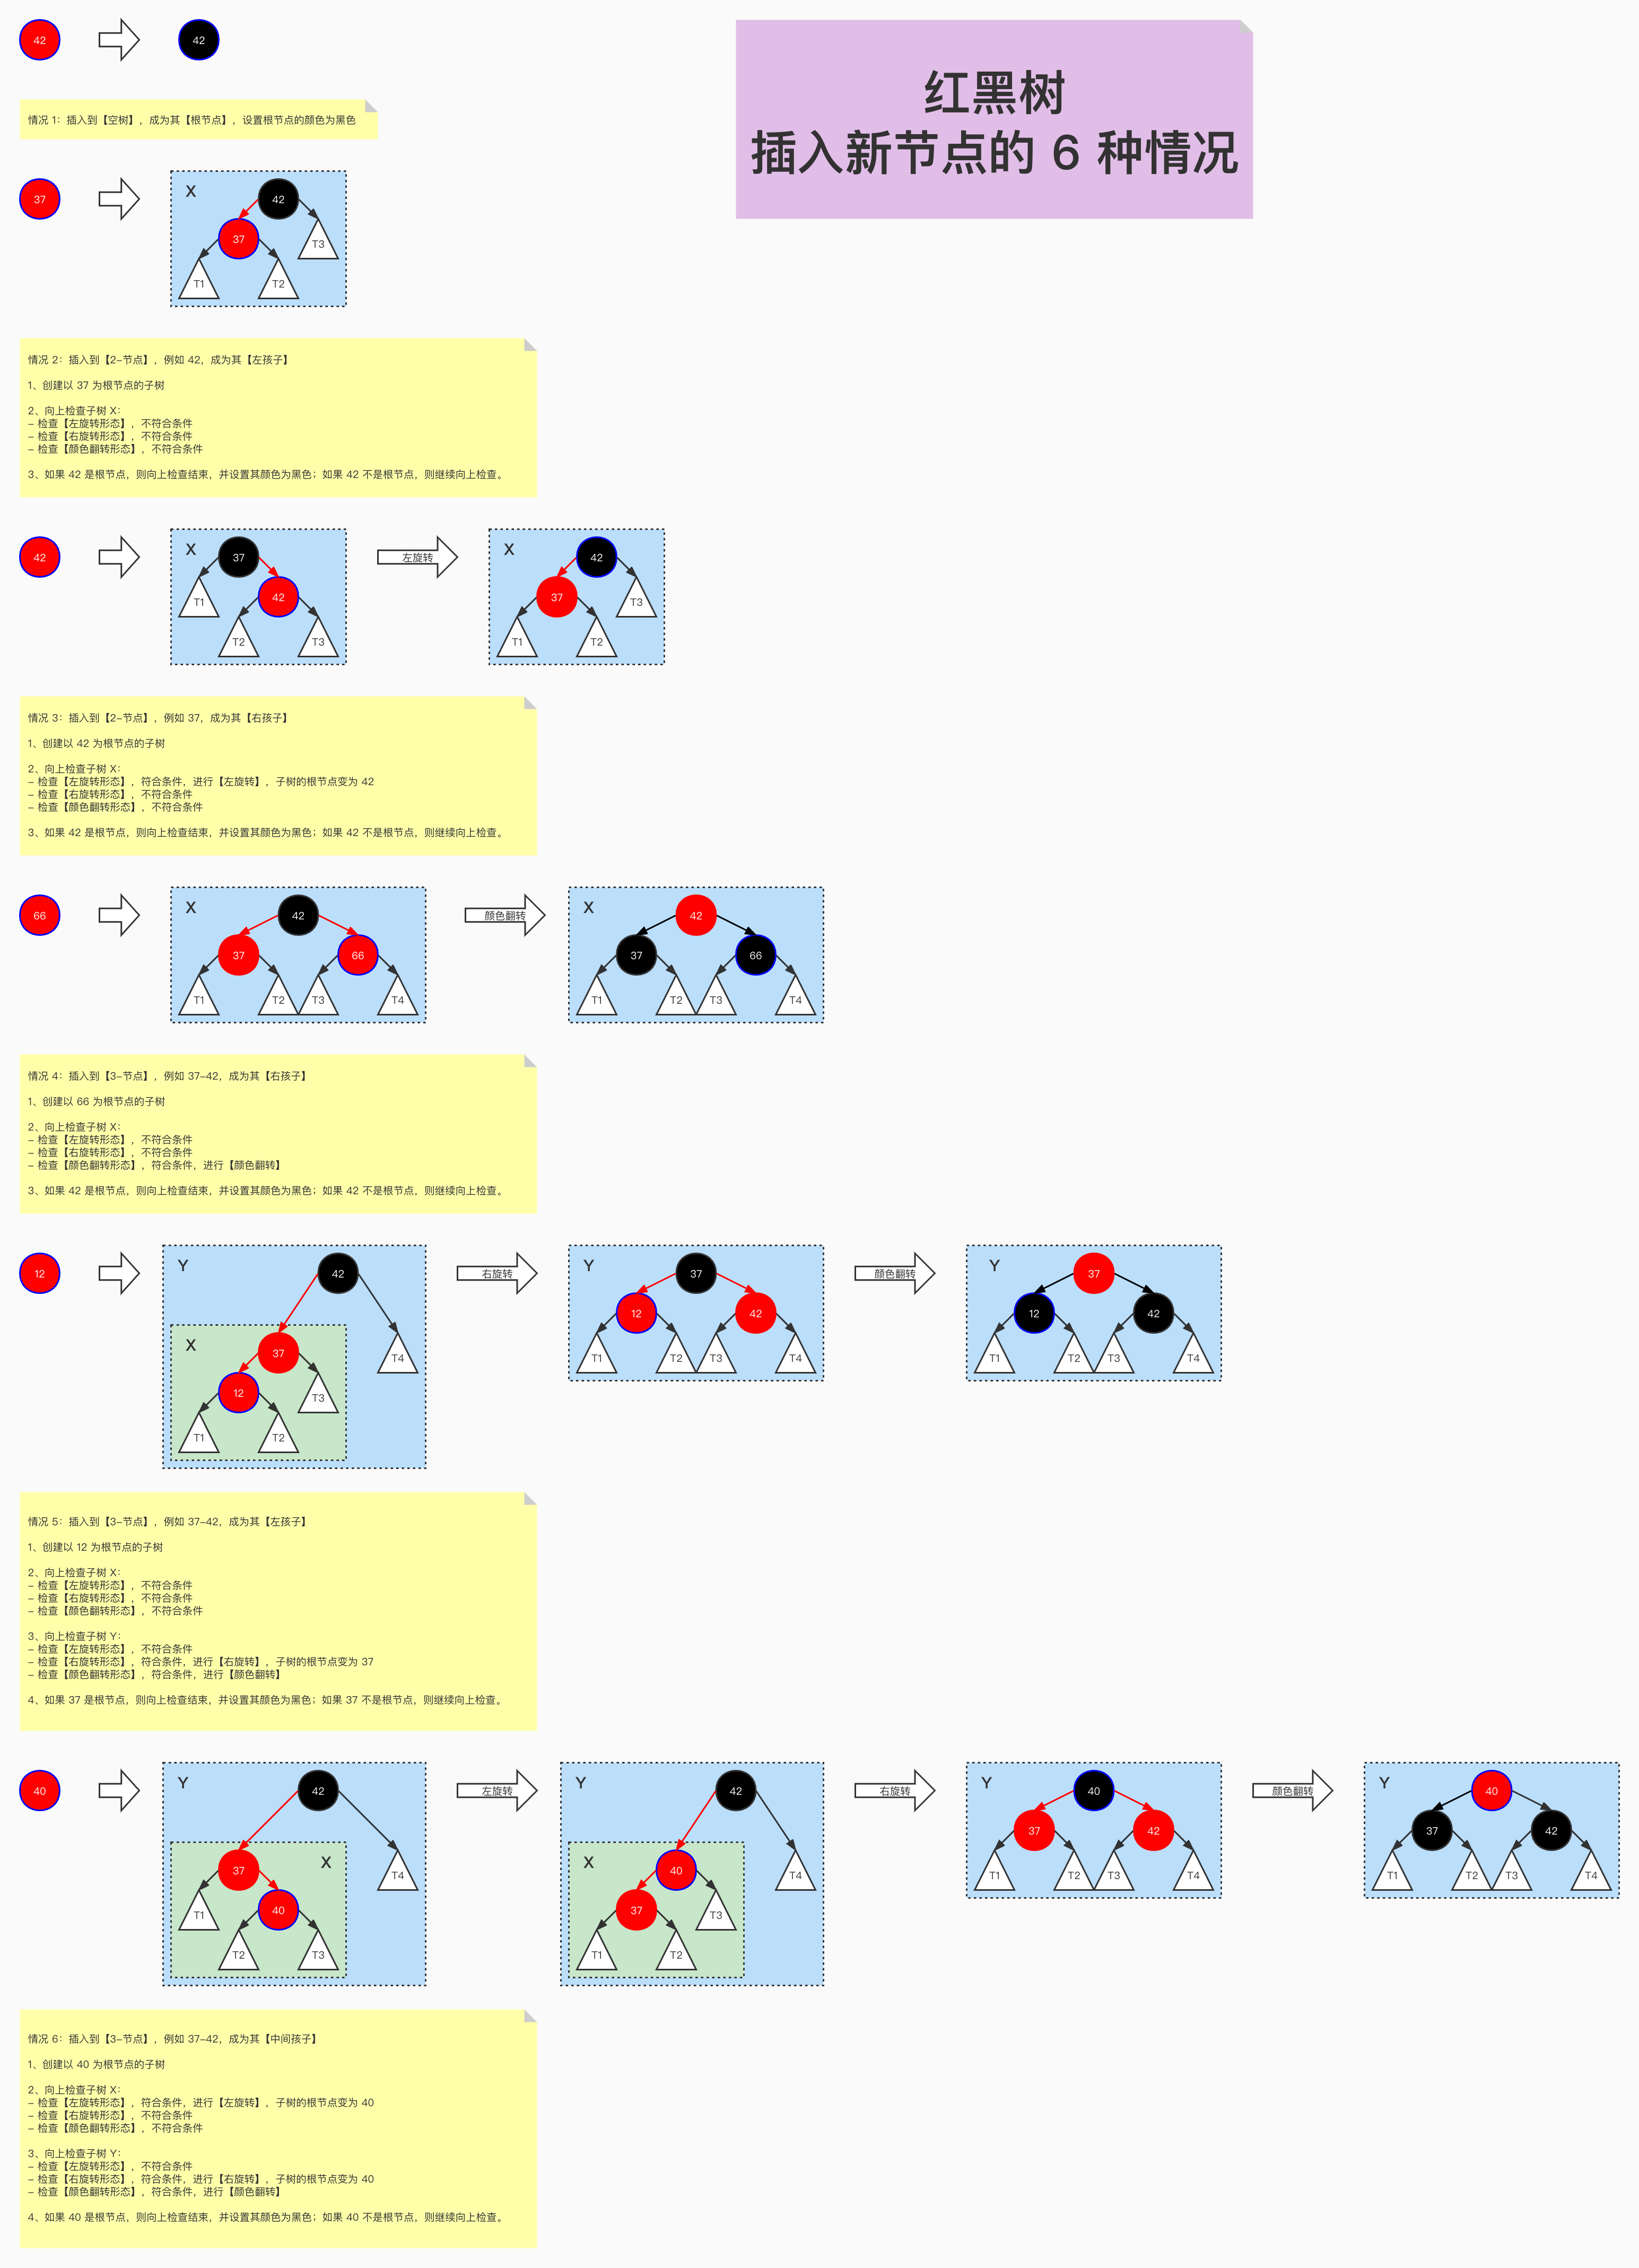 42
42
红黑树
插入新节点的 6 种情况
情况 1：插入到【空树】，成为其【根节点】，设置根节点的颜色为黑色
37
X
42
37
T3
T1
T2
情况 2：插入到【2-节点】，例如 42，成为其【左孩子】
1、创建以 37 为根节点的子树
2、向上检查子树 X：
- 检查【左旋转形态】，不符合条件
- 检查【右旋转形态】，不符合条件
- 检查【颜色翻转形态】，不符合条件
3、如果 42 是根节点，则向上检查结束，并设置其颜色为黑色；如果 42 不是根节点，则继续向上检查。
42
X
37
T1
42
T2
T3
左旋转
X
42
37
T3
T1
T2
情况 3：插入到【2-节点】，例如 37，成为其【右孩子】
1、创建以 42 为根节点的子树
2、向上检查子树 X：
- 检查【左旋转形态】，符合条件，进行【左旋转】，子树的根节点变为 42
- 检查【右旋转形态】，不符合条件
- 检查【颜色翻转形态】，不符合条件
3、如果 42 是根节点，则向上检查结束，并设置其颜色为黑色；如果 42 不是根节点，则继续向上检查。
66
X
42
37
66
T1
T2
T3
T4
颜色翻转
X
42
37
66
T1
T2
T3
T4
情况 4：插入到【3-节点】，例如 37-42，成为其【右孩子】
1、创建以 66 为根节点的子树
2、向上检查子树 X：
- 检查【左旋转形态】，不符合条件
- 检查【右旋转形态】，不符合条件
- 检查【颜色翻转形态】，符合条件，进行【颜色翻转】
3、如果 42 是根节点，则向上检查结束，并设置其颜色为黑色；如果 42 不是根节点，则继续向上检查。
12
Y
42
X
37
T4
12
T3
T1
T2
右旋转
Y
37
12
42
T1
T2
T3
T4
颜色翻转
Y
37
12
42
T1
T2
T3
T4
情况 5：插入到【3-节点】，例如 37-42，成为其【左孩子】
1、创建以 12 为根节点的子树
2、向上检查子树 X：
- 检查【左旋转形态】，不符合条件
- 检查【右旋转形态】，不符合条件
- 检查【颜色翻转形态】，不符合条件
3、向上检查子树 Y：
- 检查【左旋转形态】，不符合条件
- 检查【右旋转形态】，符合条件，进行【右旋转】，子树的根节点变为 37
- 检查【颜色翻转形态】，符合条件，进行【颜色翻转】
4、如果 37 是根节点，则向上检查结束，并设置其颜色为黑色；如果 37 不是根节点，则继续向上检查。
40
Y
42
37
X
T4
T1
40
T2
T3
左旋转
Y
42
X
40
T4
37
T3
T1
T2
右旋转
Y
40
37
42
T1
T2
T3
T4
颜色翻转
Y
40
37
42
T1
T2
T3
T4
情况 6：插入到【3-节点】，例如 37-42，成为其【中间孩子】
1、创建以 40 为根节点的子树
2、向上检查子树 X：
- 检查【左旋转形态】，符合条件，进行【左旋转】，子树的根节点变为 40
- 检查【右旋转形态】，不符合条件
- 检查【颜色翻转形态】，不符合条件
3、向上检查子树 Y：
- 检查【左旋转形态】，不符合条件
- 检查【右旋转形态】，符合条件，进行【右旋转】，子树的根节点变为 40
- 检查【颜色翻转形态】，符合条件，进行【颜色翻转】
4、如果 40 是根节点，则向上检查结束，并设置其颜色为黑色；如果 40 不是根节点，则继续向上检查。